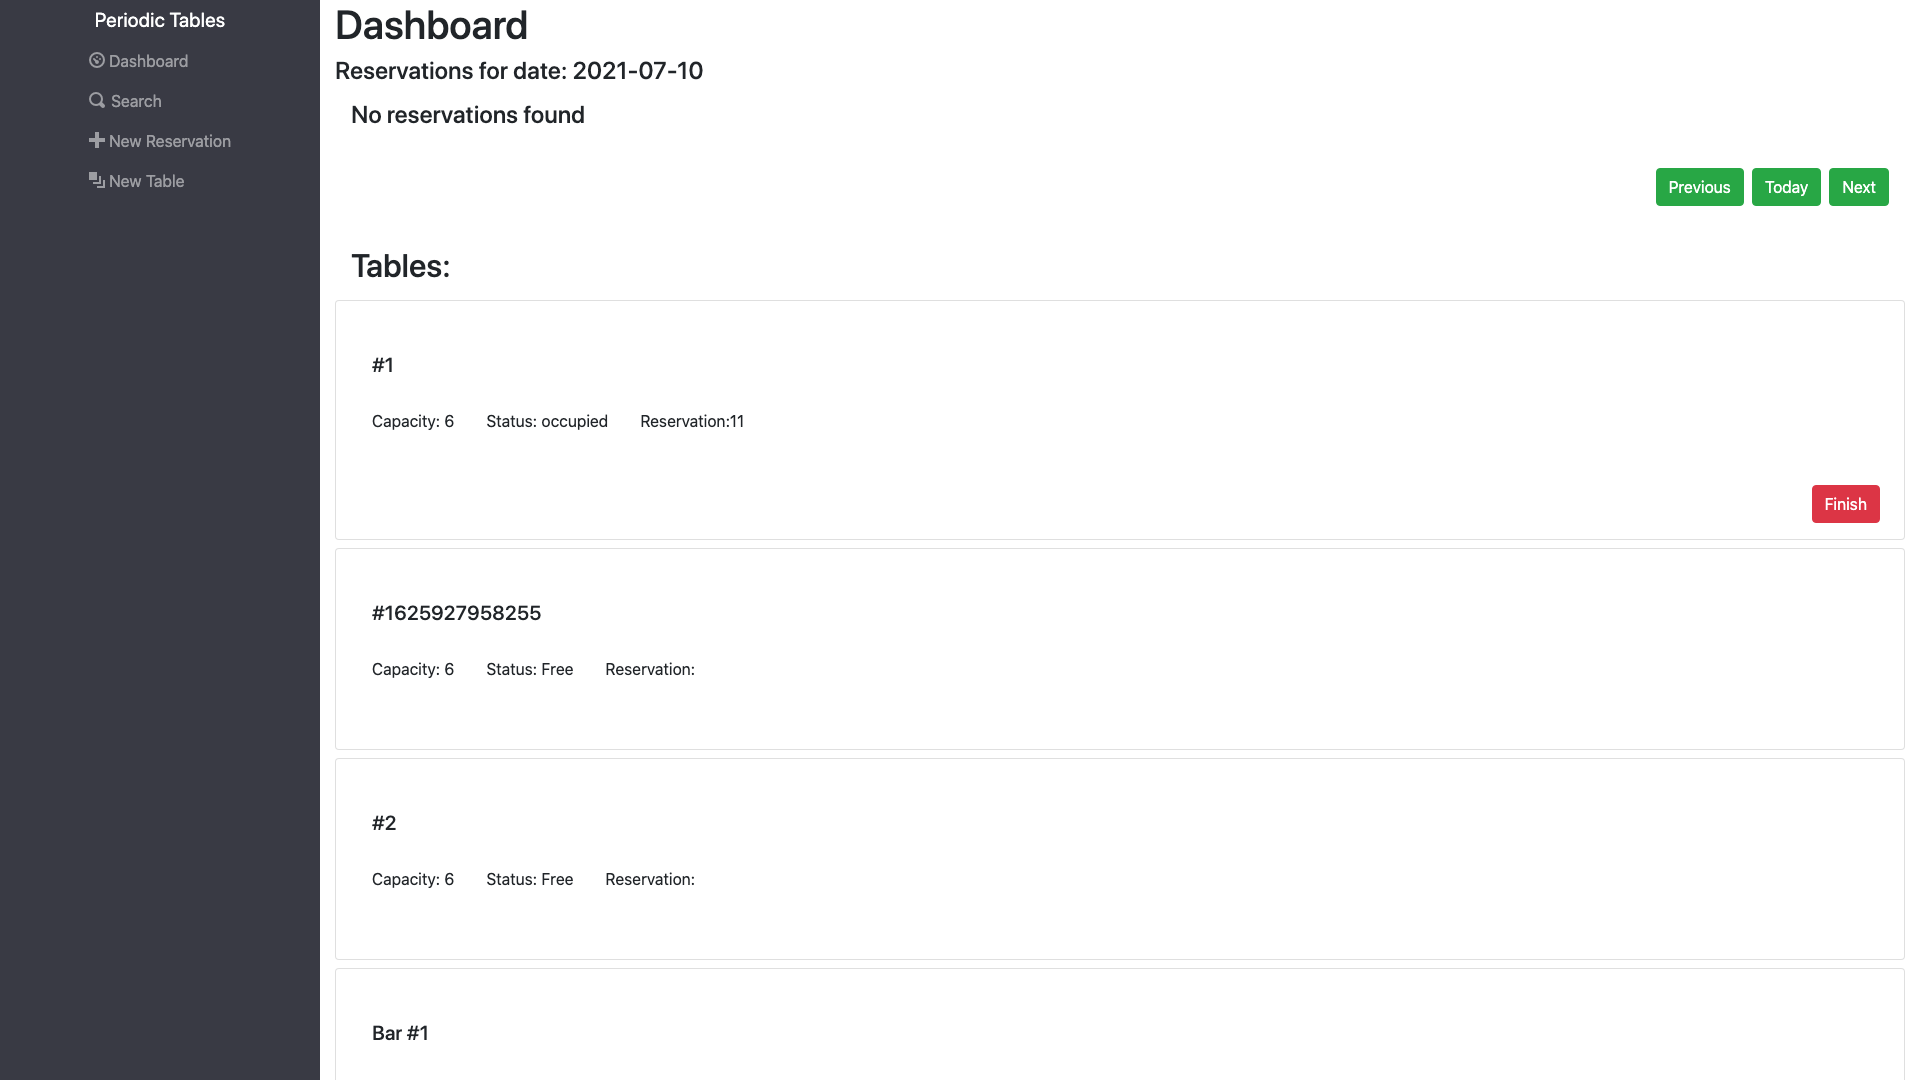 Periodic Tables
Dashboard
Search
New Reservation
New Table
Dashboard
Reservations for date: 2021-07-10
No reservations found
Previous Today Next
Tables:
#1
Capacity: 6 Status: occupied Reservation:11
Finish
#1625927958255
Capacity: 6 Status: Free Reservation:
#2
Capacity: 6 Status: Free Reservation:
Bar #1